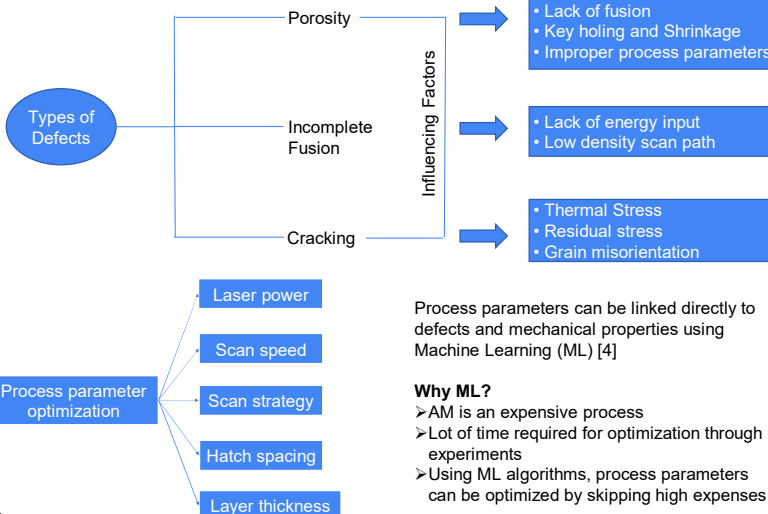 Porosity
• Lack of fusion
• Key holing and Shrinkage
• Improper process parameters
Types of
Defects
Incomplete
Fusion
Influencing Factors
• Lack of energy input
• Low density scan path
Cracking
• Thermal Stress
• Residual stress
• Grain misorientation
Process parameter
optimization
Laser power
Scan speed
Scan strategy
Hatch spacing
Layer thickness
Process parameters can be linked directly to
defects and mechanical properties using
Machine Learning (ML) [4]
Why ML?
➢AM is an expensive process
➢Lot of time required for optimization through
experiments
➢Using ML algorithms, process parameters
can be optimized by skipping high expenses